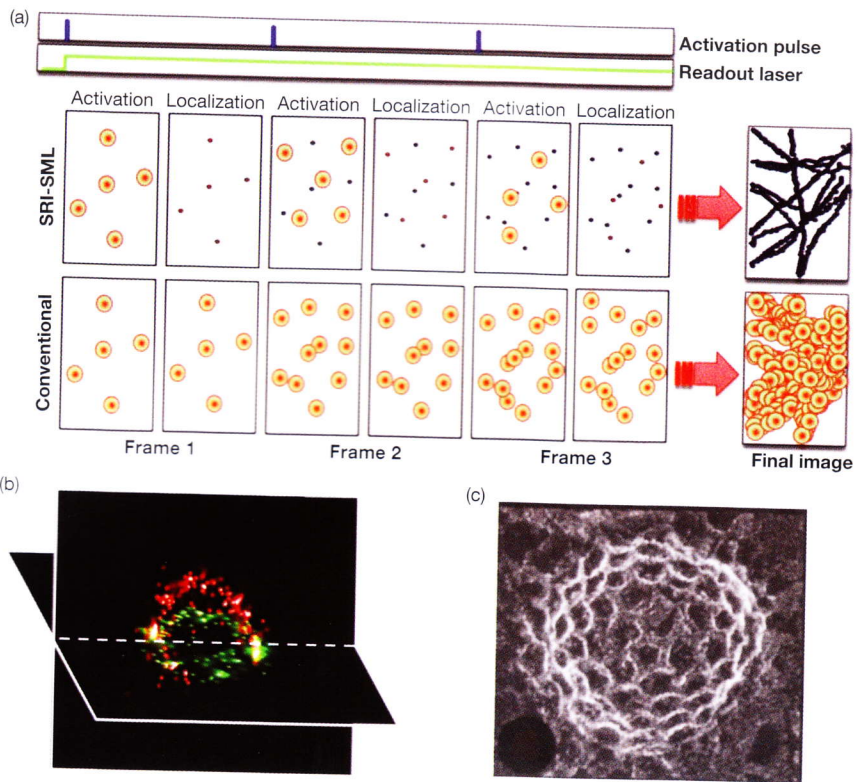 (a)
Activation pulse
Readout laser
Activation Localization Activation Localization Activation Localization
SRI-SML
Conventional
Frame 1 Frame 2 Frame 3 Final image
(b)
(c)